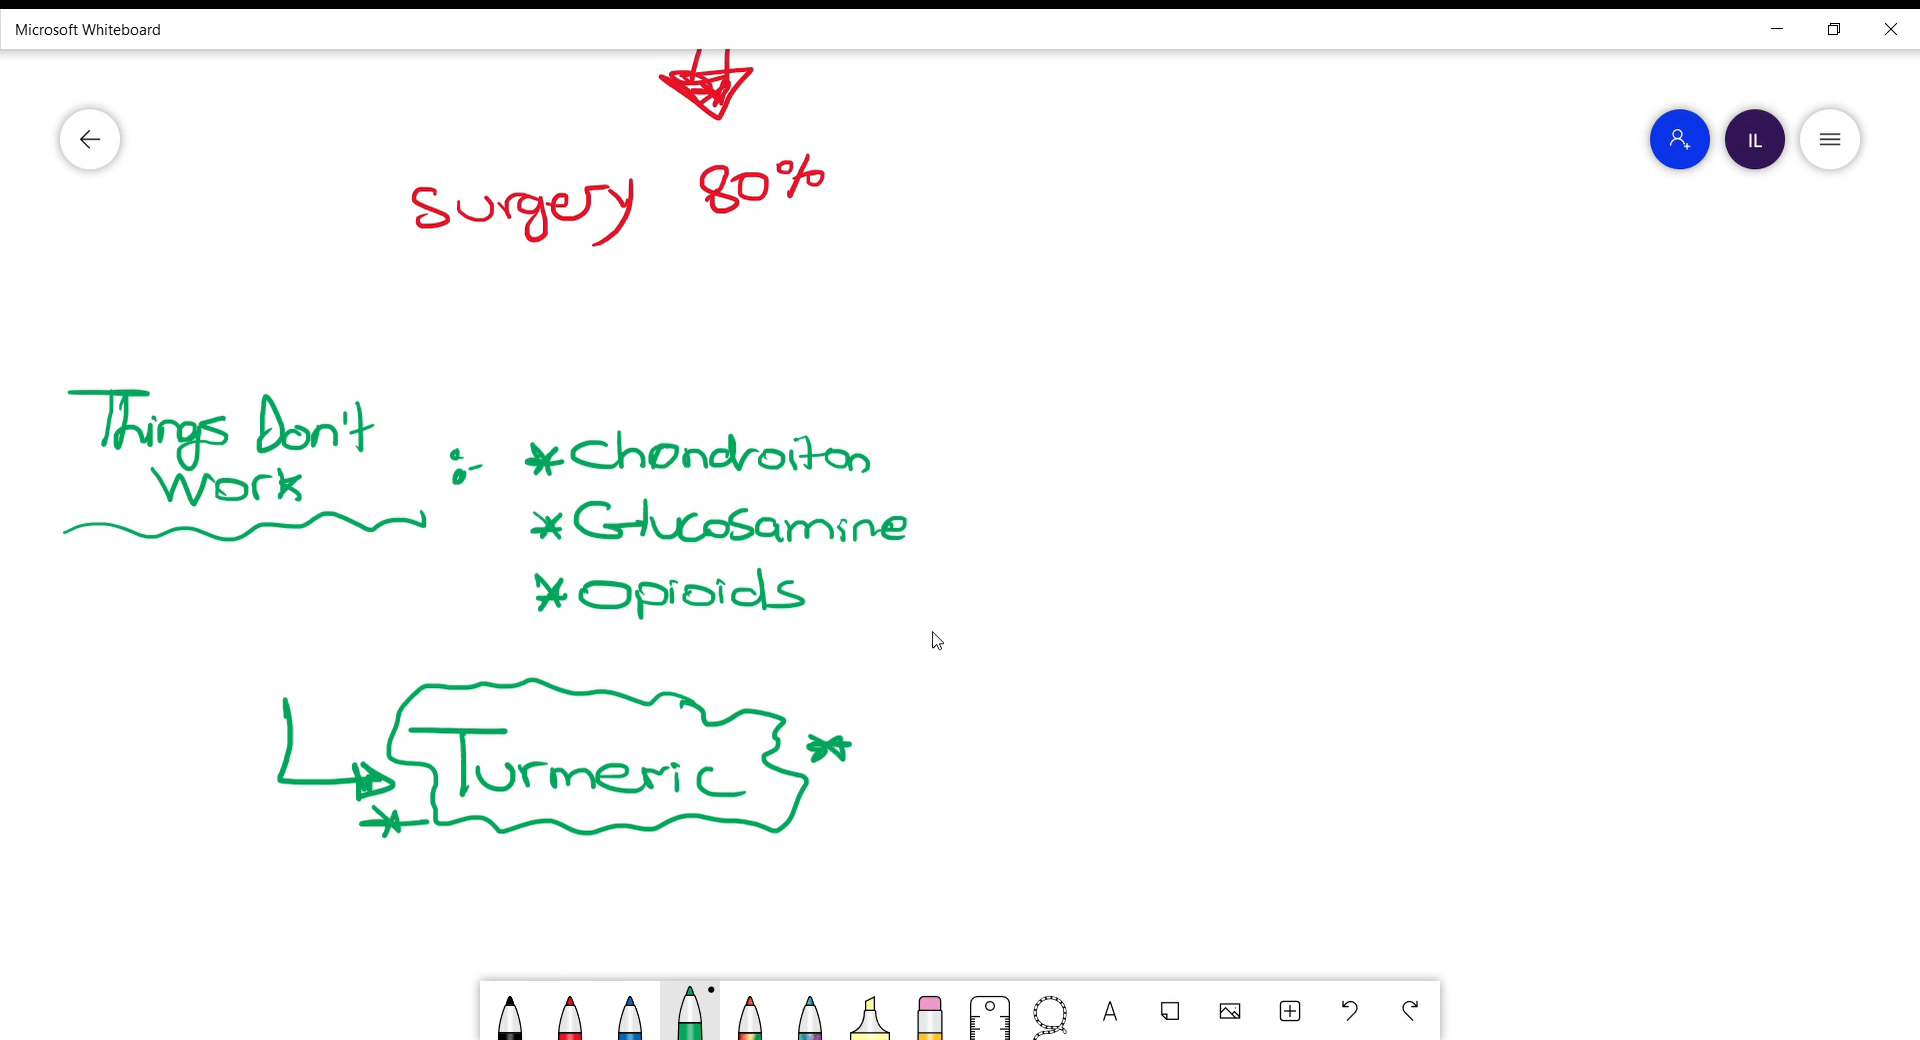 Microsoft Whiteboard
IL
Surgery 80%
Things Don't
Work :- * Chondroiton
* Glucosamine
* Opioids
Turmeric *
*
A